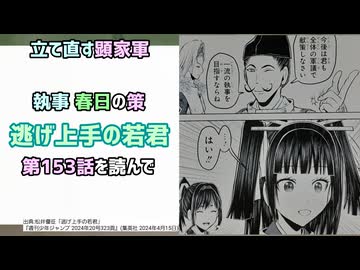 立て直す顕家軍
執事 春日の策
逃げ上手の若君
第153話を読んで
今後は君も
全体の軍議で
献策しなさい
一流の執事を
目指すならね
はい!!
出典:松井優征「逃げ上手の若君」
『週刊少年ジャンプ 2024年20号323頁』(集英社 2024年4月15日)